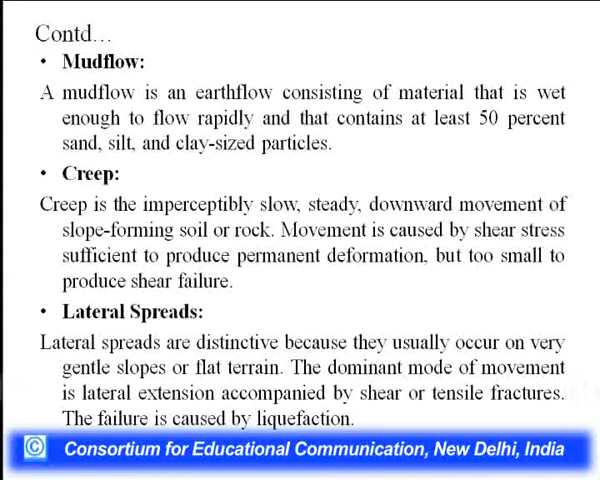 Contd...
• Mudflow:
A mudflow is an earthflow consisting of material that is wet
enough to flow rapidly and that contains at least 50 percent
sand, silt, and clay-sized particles.
• Creep:
Creep is the imperceptibly slow, steady, downward movement of
slope-forming soil or rock. Movement is caused by shear stress
sufficient to produce permanent deformation, but too small to
produce shear failure.
• Lateral Spreads:
Lateral spreads are distinctive because they usually occur on very
gentle slopes or flat terrain. The dominant mode of movement
is lateral extension accompanied by shear or tensile fractures.
The failure is caused by liquefaction.
© Consortium for Educational Communication, New Delhi, India